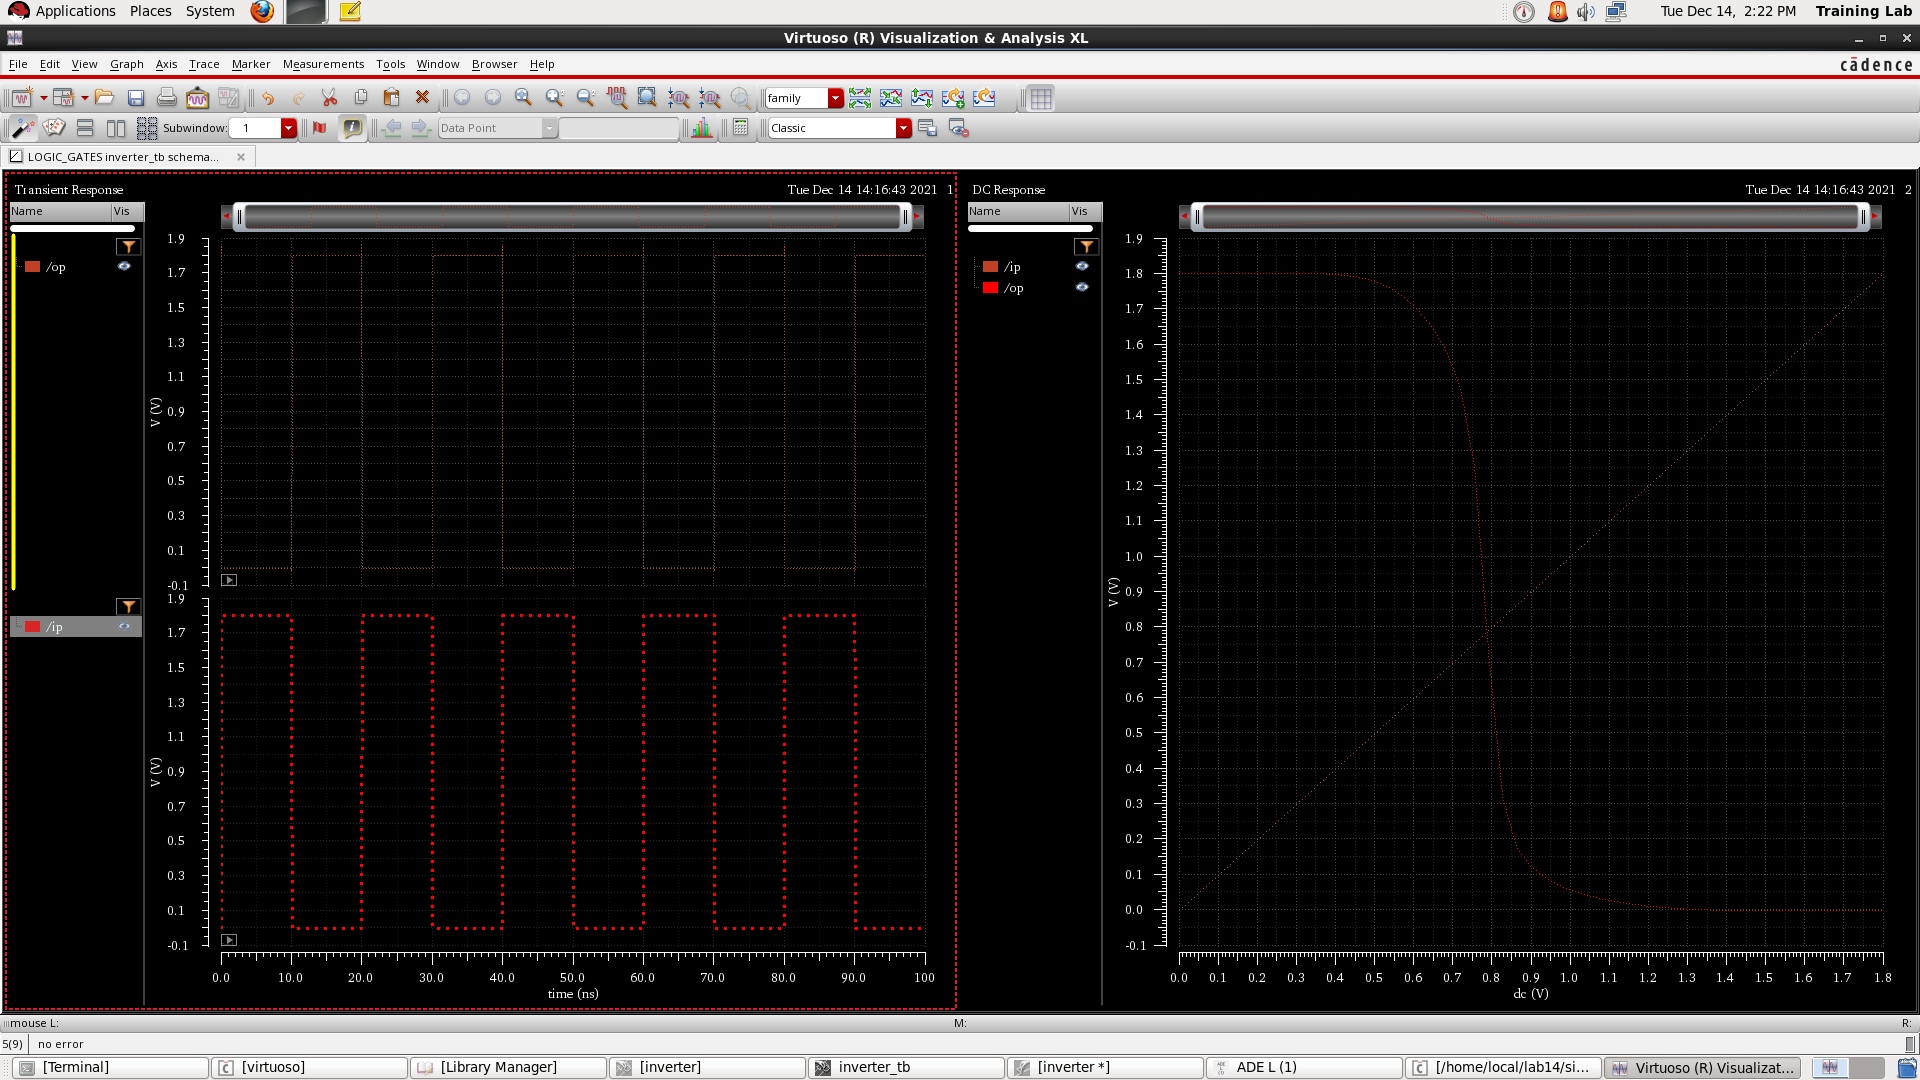 Applications Places System Tue Dec 14, 2:22 PM Training Lab
Virtuoso (R) Visualization & Analysis XL
File Edit View Graph Axis Trace Marker Measurements Tools Window Browser Help cādence
family
Subwindow: 1 Data Point Classic
LOGIC_GATES inverter_tb schema...
Transient Response Tue Dec 14 14:16:43 2021 1
Name Vis
/op
1.9
1.7
1.5
1.3
1.1
0.9
0.7
0.5
0.3
0.1
-0.1
V (V)
/ip
1.9
1.7
1.5
1.3
1.1
0.9
0.7
0.5
0.3
0.1
-0.1
V (V)
0.0 10.0 20.0 30.0 40.0 50.0 60.0 70.0 80.0 90.0 100
time (ns)
DC Response Tue Dec 14 14:16:43 2021 2
Name Vis
/ip
/op
1.9
1.8
1.7
1.6
1.5
1.4
1.3
1.2
1.1
1.0
0.9
0.8
0.7
0.6
0.5
0.4
0.3
0.2
0.1
0.0
-0.1
V (V)
0.0 0.1 0.2 0.3 0.4 0.5 0.6 0.7 0.8 0.9 1.0 1.1 1.2 1.3 1.4 1.5 1.6 1.7 1.8
dc (V)
mouse L: M: R:
5(9) no error
[Terminal] [virtuoso] [Library Manager] [inverter] inverter_tb [inverter *] ADE L (1) [/home/local/lab14/si... Virtuoso (R) Visualizat...